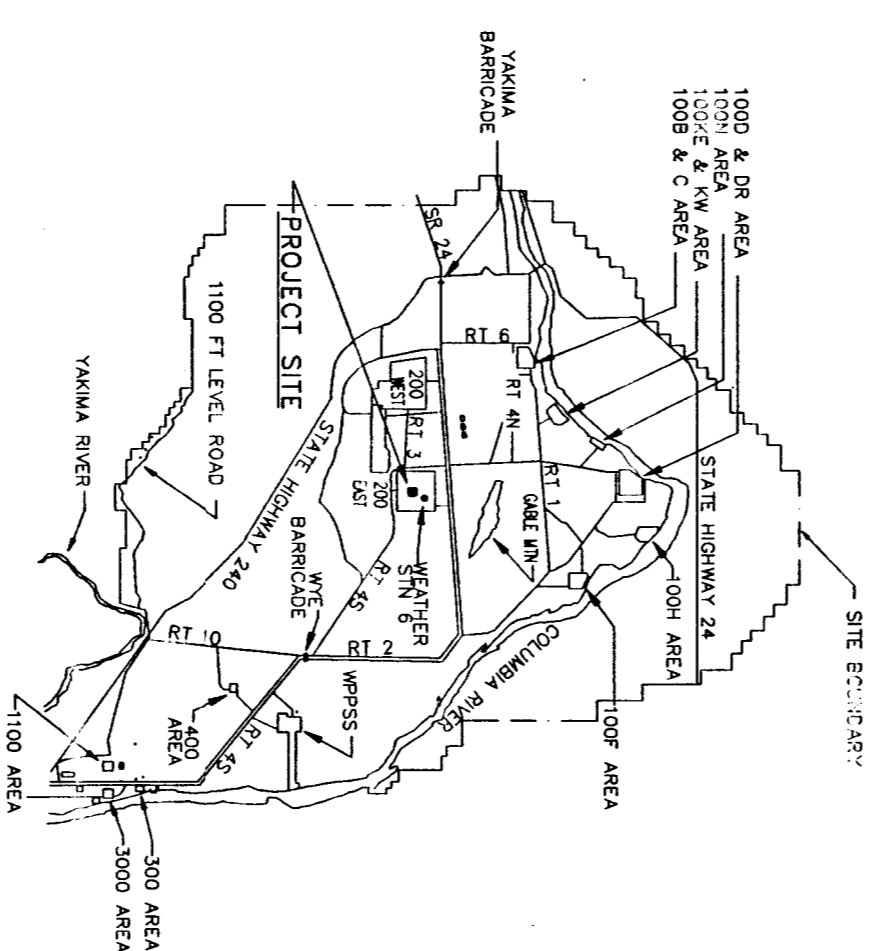 SITE BOUNDARY
100D & DR AREA
100N AREA
100KE & KW AREA
100B & C AREA
STATE HIGHWAY 24
100H AREA
100F AREA
YAKIMA
BARRICADE
SR 24
RT 6
RT 4N
RT 1
GABLE MTN
COLUMBIA RIVER
PROJECT SITE
200
WEST
RT 3
200
EAST
WEATHER
STN 6
RT 4S
WYE
BARRICADE
RT 2
WPPSS
STATE HIGHWAY 240
1100 FT LEVEL ROAD
YAKIMA RIVER
RT 10
400
AREA
RT 4S
1100 AREA
300 AREA
3000 AREA